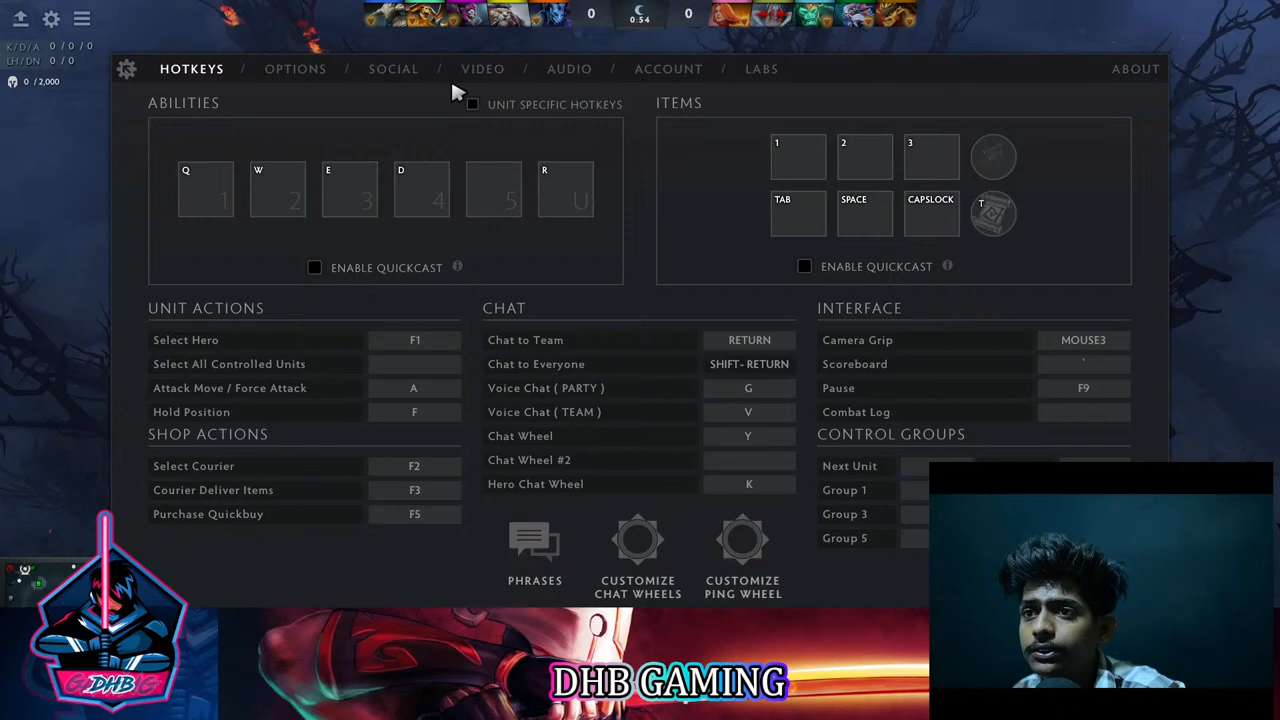 0 0:54 0
K/D/A 0 / 0 / 0
LH/DN 0 / 0
0 / 2,000
HOTKEYS / OPTIONS / SOCIAL / VIDEO / AUDIO / ACCOUNT / LABS ABOUT
ABILITIES
UNIT SPECIFIC HOTKEYS
Q W E D R
1 2 3 4 5 U
ENABLE QUICKCAST
ITEMS
1 2 3
TAB SPACE CAPSLOCK T
ENABLE QUICKCAST
UNIT ACTIONS
Select Hero F1
Select All Controlled Units
Attack Move / Force Attack A
Hold Position F
SHOP ACTIONS
Select Courier F2
Courier Deliver Items F3
Purchase Quickbuy F5
CHAT
Chat to Team RETURN
Chat to Everyone SHIFT- RETURN
Voice Chat ( PARTY ) G
Voice Chat ( TEAM ) V
Chat Wheel Y
Chat Wheel #2
Hero Chat Wheel K
PHRASES
CUSTOMIZE
CHAT WHEELS
CUSTOMIZE
PING WHEEL
INTERFACE
Camera Grip MOUSE3
Scoreboard `
Pause F9
Combat Log
CONTROL GROUPS
Next Unit
Group 1
Group 3
Group 5
DHB
DHB GAMING